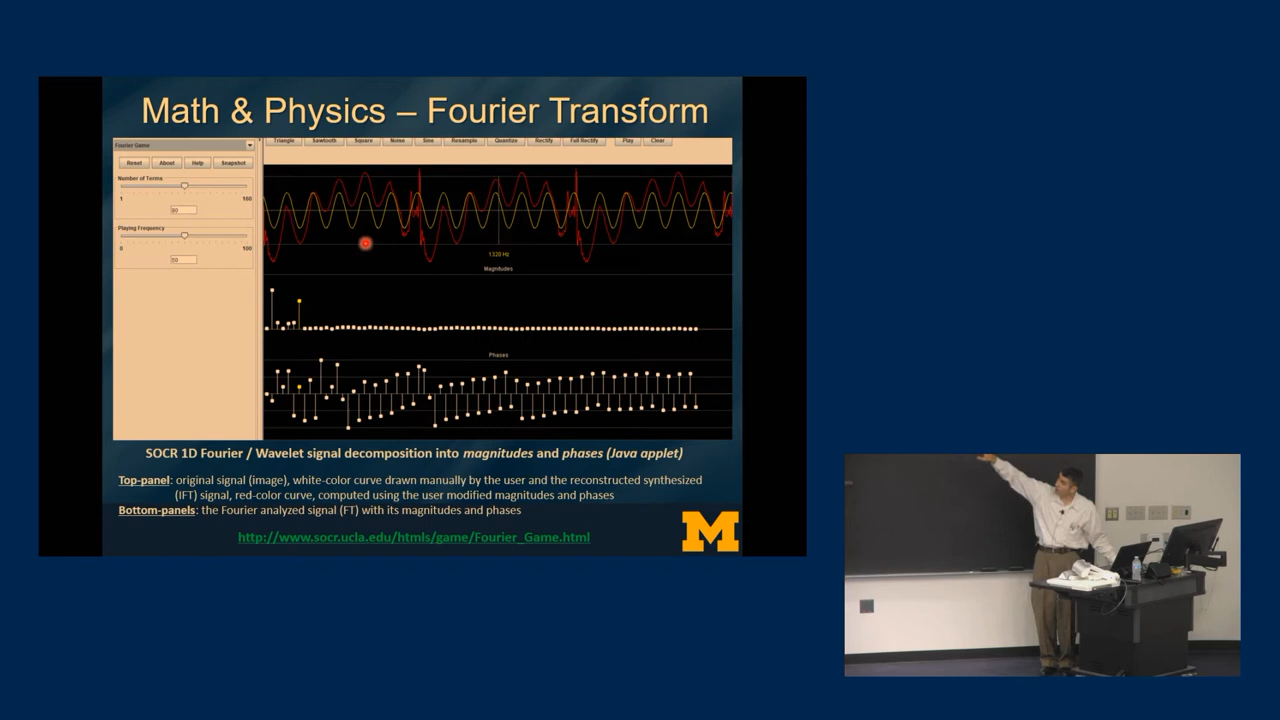 Math & Physics – Fourier Transform
Fourier Game
Triangle Sawtooth Square Noise Sine Resample Quantize Rectify Full Rectify Play Clear
Reset About Help Snapshot
Number of Terms
1 160
80
Playing Frequency
0 100
50
1320 Hz
Magnitudes
Phases
SOCR 1D Fourier / Wavelet signal decomposition into magnitudes and phases (Java applet)
Top-panel: original signal (image), white-color curve drawn manually by the user and the reconstructed synthesized
(IFT) signal, red-color curve, computed using the user modified magnitudes and phases
Bottom-panels: the Fourier analyzed signal (FT) with its magnitudes and phases
http://www.socr.ucla.edu/htmls/game/Fourier_Game.html
M